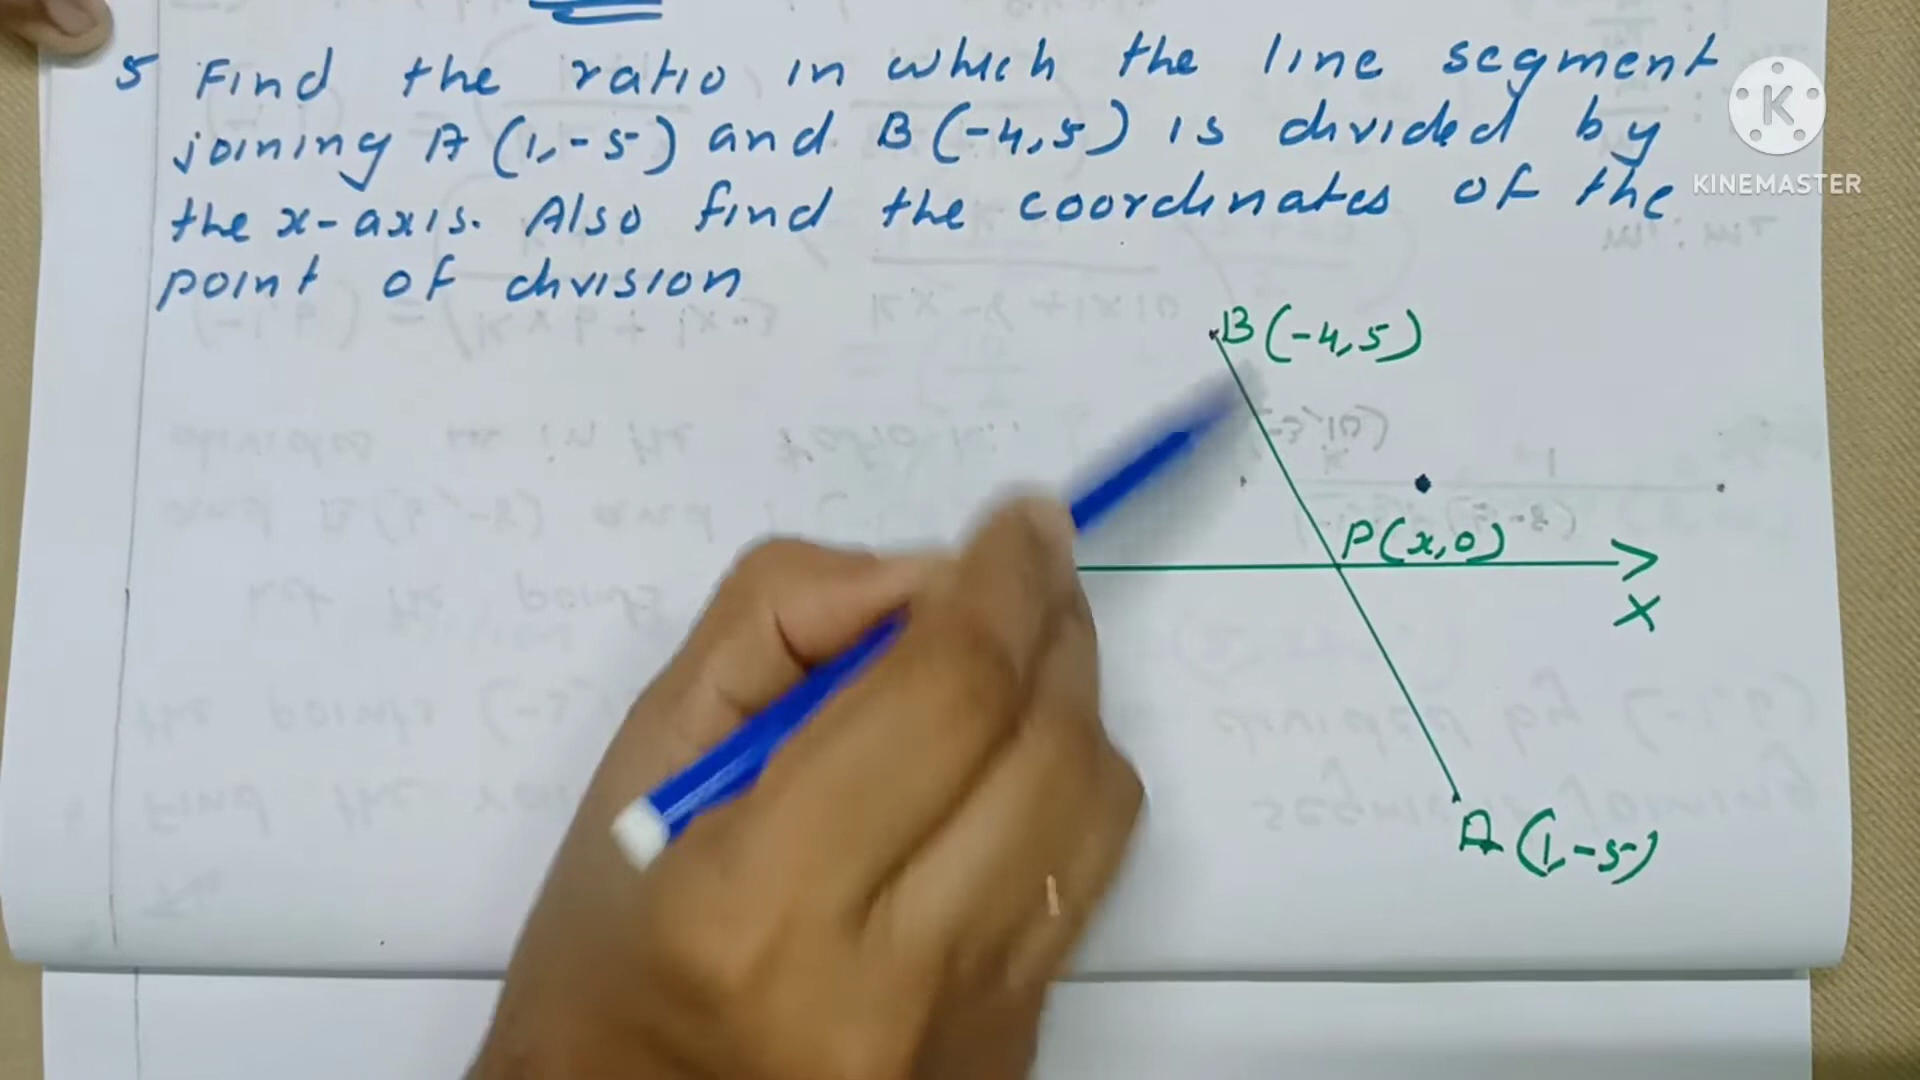 5 Find the ratio in which the line segment
joining A (1,-5) and B (-4,5) is divided by
the x-axis. Also find the coordinates of the
point of division
B (-4,5)
P(x,0)
X
A (1,-5)
K
KINEMASTER